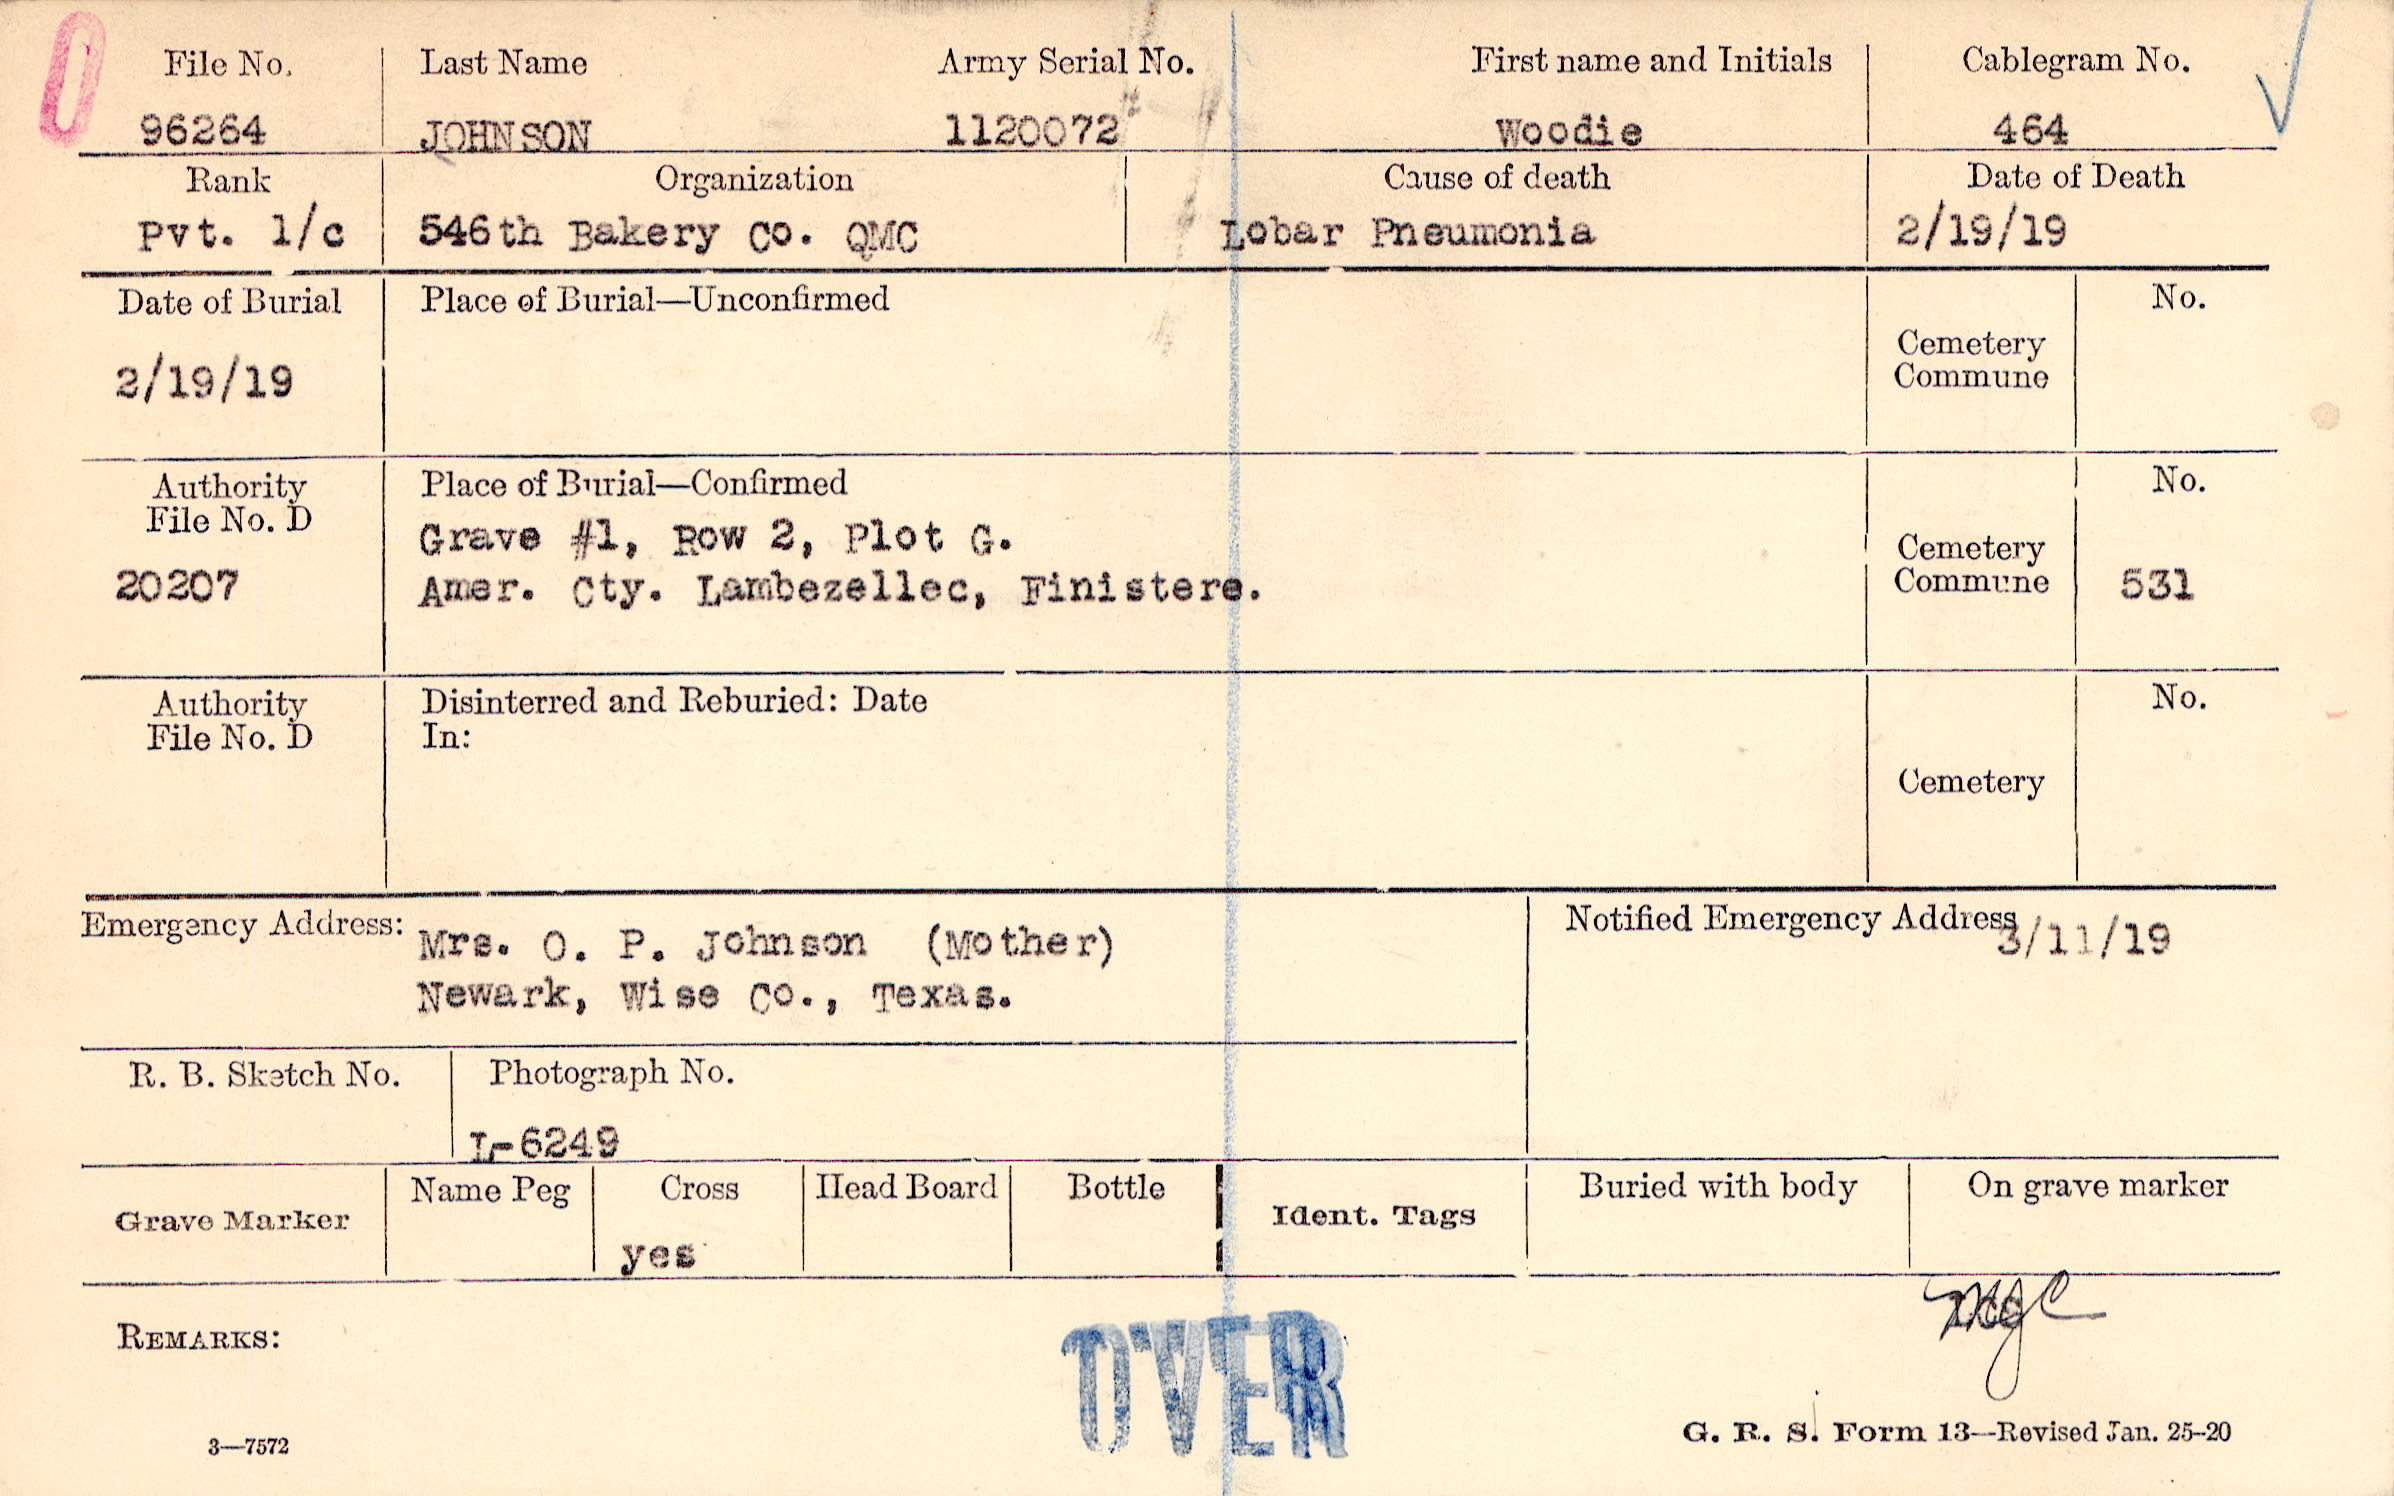 File No. Last Name Army Serial No. First name and Initials Cablegram No.
96264 JOHNSON 1120072 Woodie 464
Rank Organization Cause of death Date of Death
Pvt. 1/c 546th Bakery Co. QMC Lobar Pneumonia 2/19/19
Date of Burial Place of Burial—Unconfirmed No.
Cemetery
Commune
2/19/19
Authority Place of Burial—Confirmed No.
File No. D
Grave #1, Row 2, Plot G.
Cemetery
20207 Amer. Cty. Lambezellec, Finistere. Commune 531
Authority Disinterred and Reburied: Date No.
File No. D In:
Cemetery
Emergency Address: Mrs. O. P. Johnson (Mother) Notified Emergency Address 3/11/19
Newark, Wise Co., Texas.
R. B. Sketch No. Photograph No.
L-6249
Grave Marker Name Peg Cross Head Board Bottle Ident. Tags Buried with body On grave marker
yes
REMARKS:
OVER
3—7572 G. R. S. Form 13—Revised Jan. 25-20